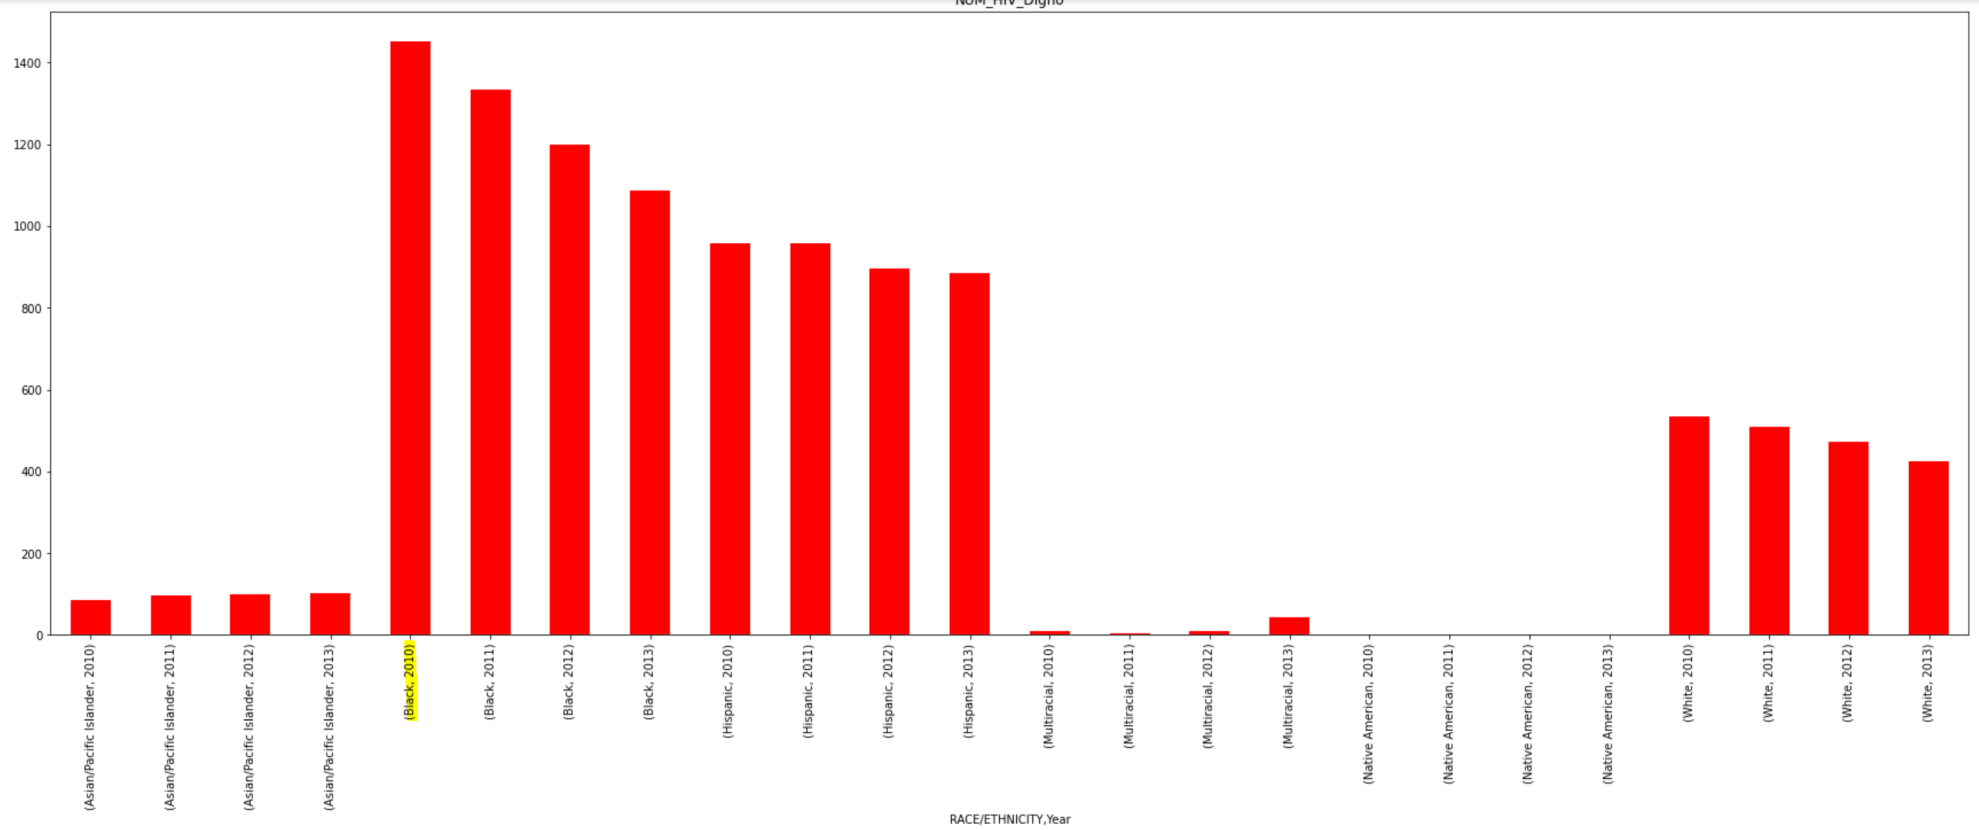 NUM_HIV_Digno
1400
1200
1000
800
600
400
200
0
(Asian/Pacific Islander, 2010)
(Asian/Pacific Islander, 2011)
(Asian/Pacific Islander, 2012)
(Asian/Pacific Islander, 2013)
(Black, 2010)
(Black, 2011)
(Black, 2012)
(Black, 2013)
(Hispanic, 2010)
(Hispanic, 2011)
(Hispanic, 2012)
(Hispanic, 2013)
(Multiracial, 2010)
(Multiracial, 2011)
(Multiracial, 2012)
(Multiracial, 2013)
(Native American, 2010)
(Native American, 2011)
(Native American, 2012)
(Native American, 2013)
(White, 2010)
(White, 2011)
(White, 2012)
(White, 2013)
RACE/ETHNICITY,Year